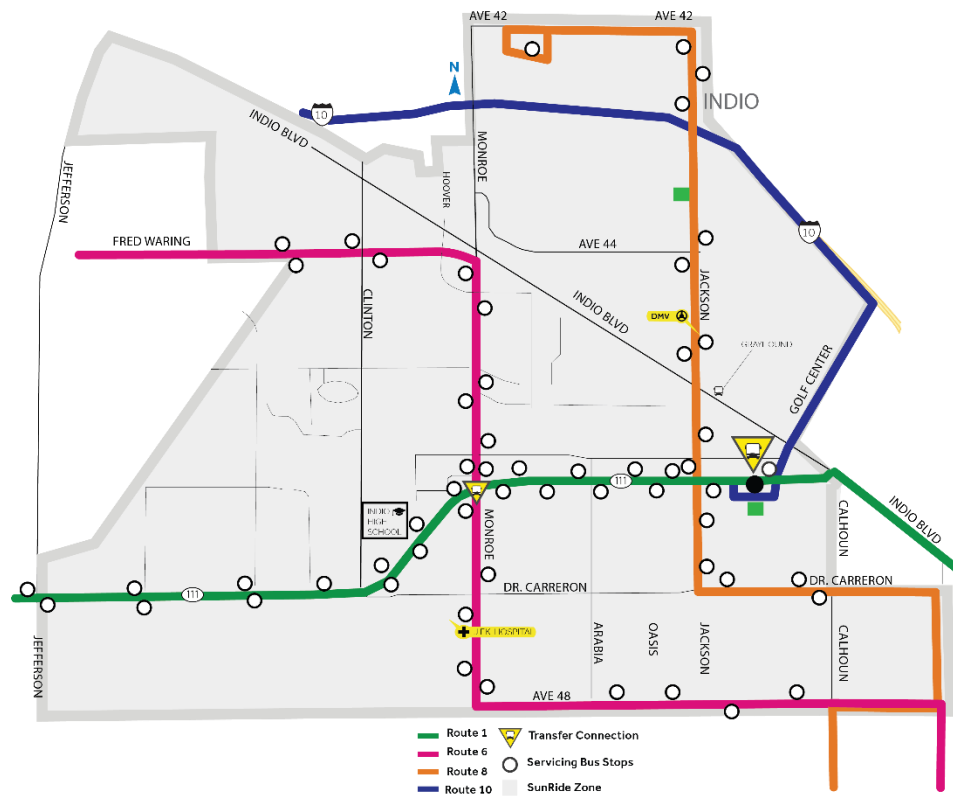 AVE 42
AVE 42
N
10
INDIO
INDIO BLVD
MONROE
JEFFERSON
HOOVER
10
FRED WARING
AVE 44
CLINTON
JACKSON
INDIO BLVD
DMV
GRAYHOUND
GOLF CENTER
111
INDIO
HIGH
SCHOOL
MONROE
CALHOUN
INDIO BLVD
DR. CARRERON
DR. CARRERON
111
JFK HOSPITAL
JEFFERSON
ARABIA
OASIS
JACKSON
CALHOUN
AVE 48
Route 1
Transfer Connection
Route 6
Servicing Bus Stops
Route 8
Route 10
SunRide Zone